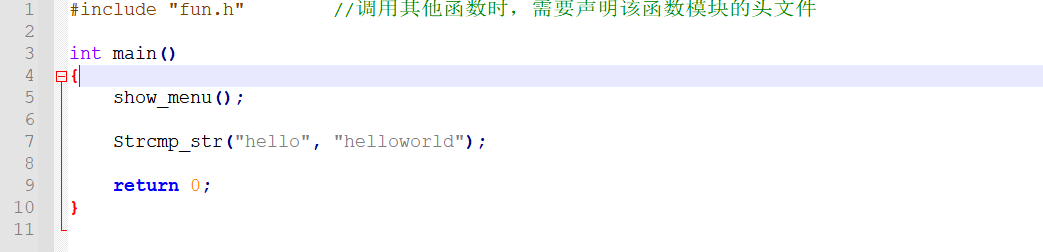 1 #include "fun.h" //调用其他函数时，需要声明该函数模块的头文件
2
3 int main()
4 {
5 show_menu();
6
7 Strcmp_str("hello", "helloworld");
8
9 return 0;
10 }
11